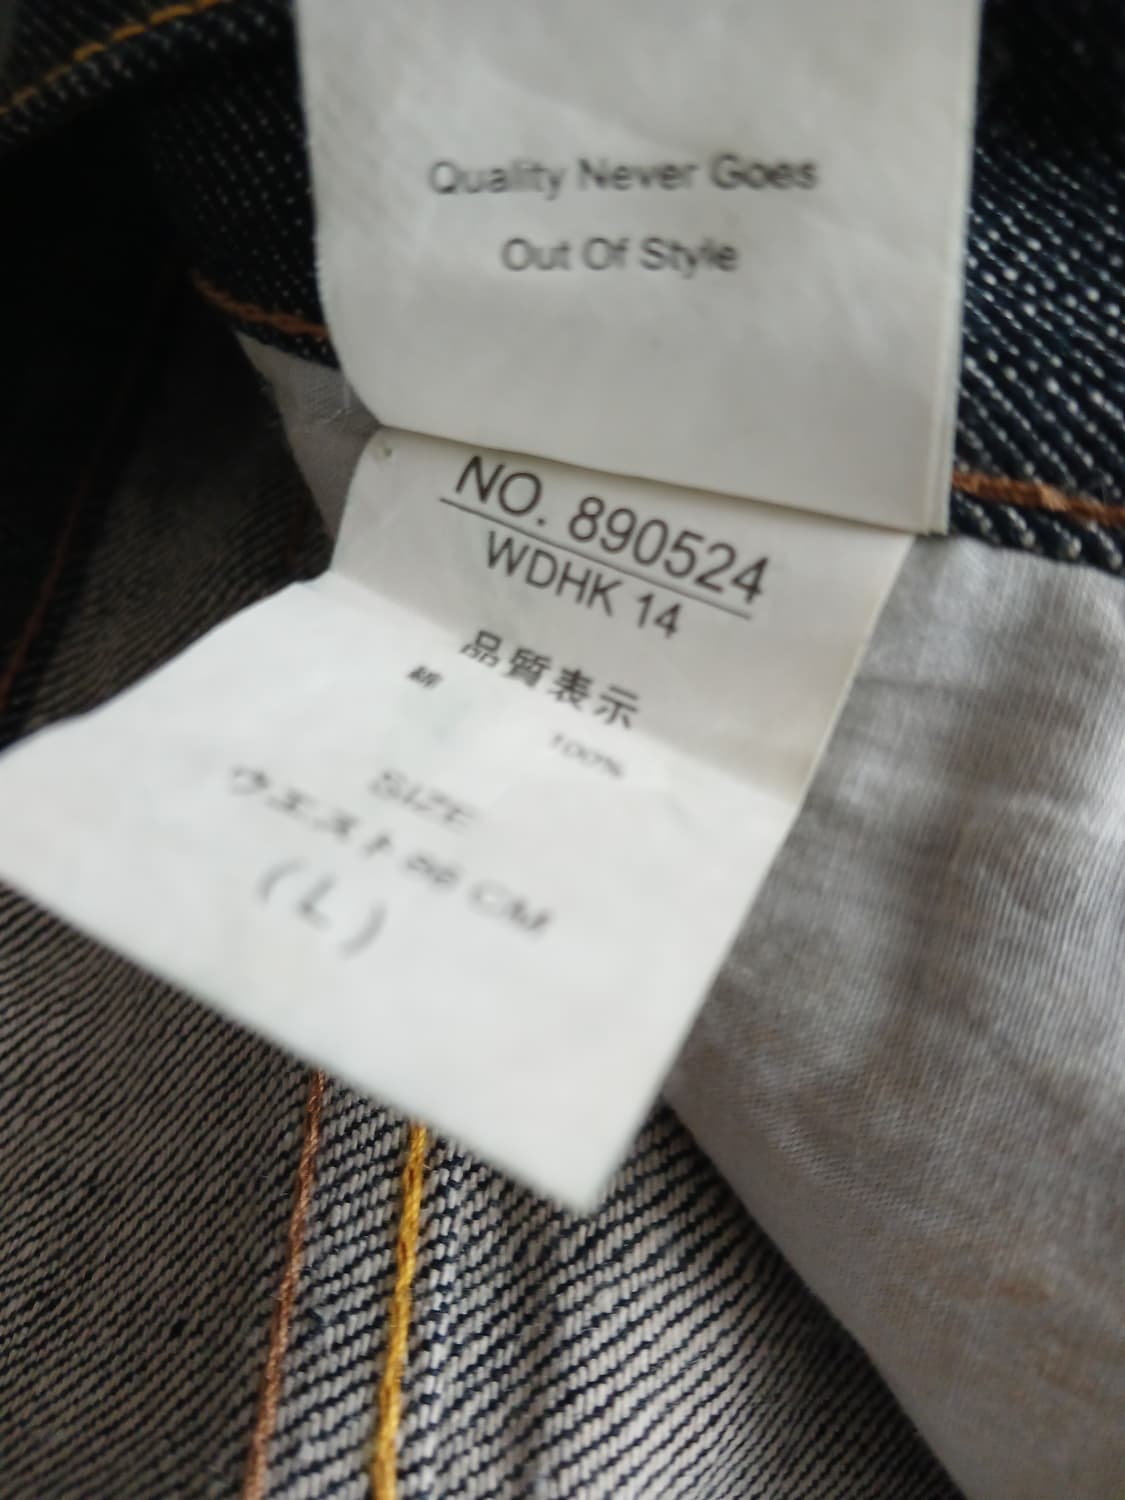 Quality Never Goes
Out Of Style
NO. 890524
WDHK 14
品質表示
綿 100%
SIZE
ウエスト CM
(L)